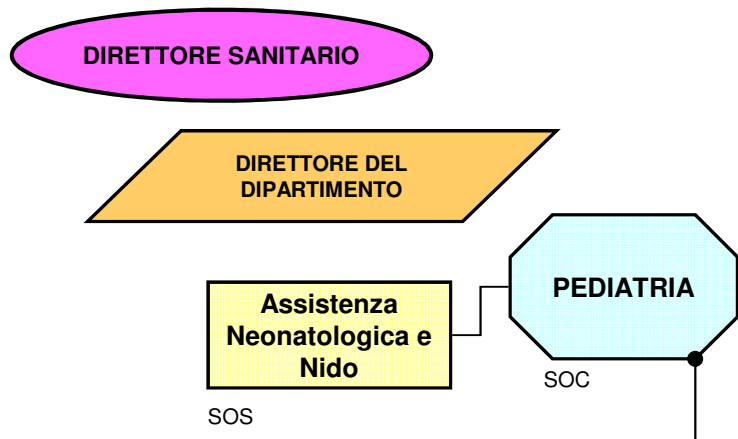 DIRETTORE SANITARIO
DIRETTORE DEL
DIPARTIMENTO
Assistenza
Neonatologica e
Nido
SOS
PEDIATRIA
SOC